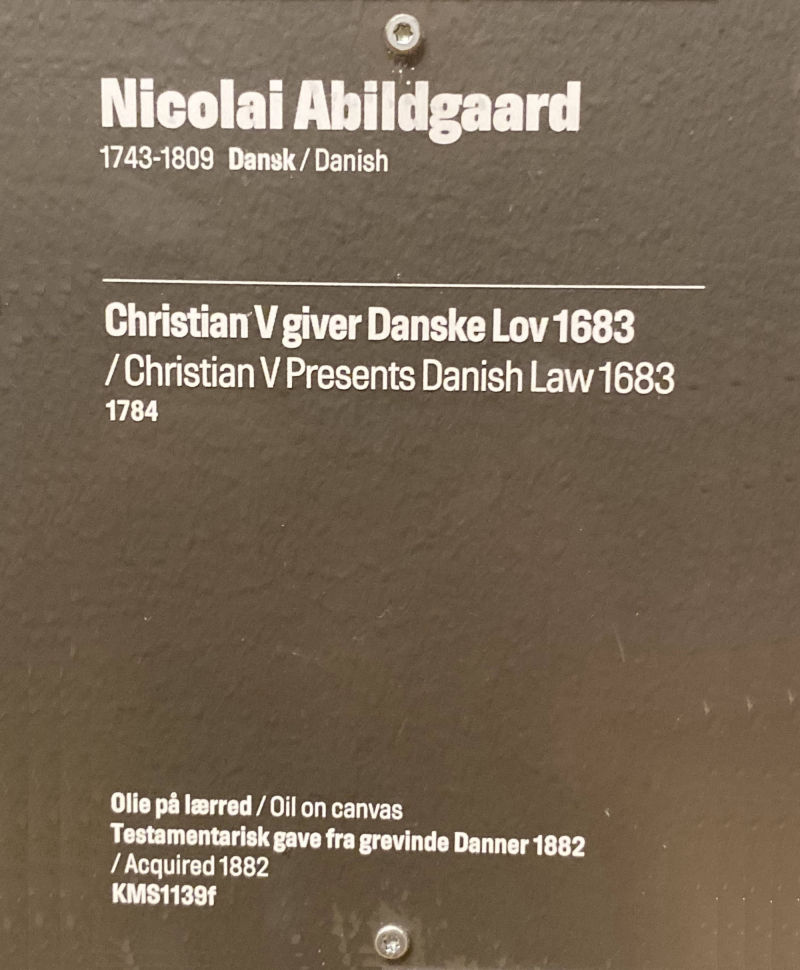 Nicolai Abildgaard
1743-1809 Dansk / Danish
Christian V giver Danske Lov 1683
/ Christian V Presents Danish Law 1683
1784
Olie på lærred / Oil on canvas
Testamentarisk gave fra grevinde Danner 1882
/ Acquired 1882
KMS1139f